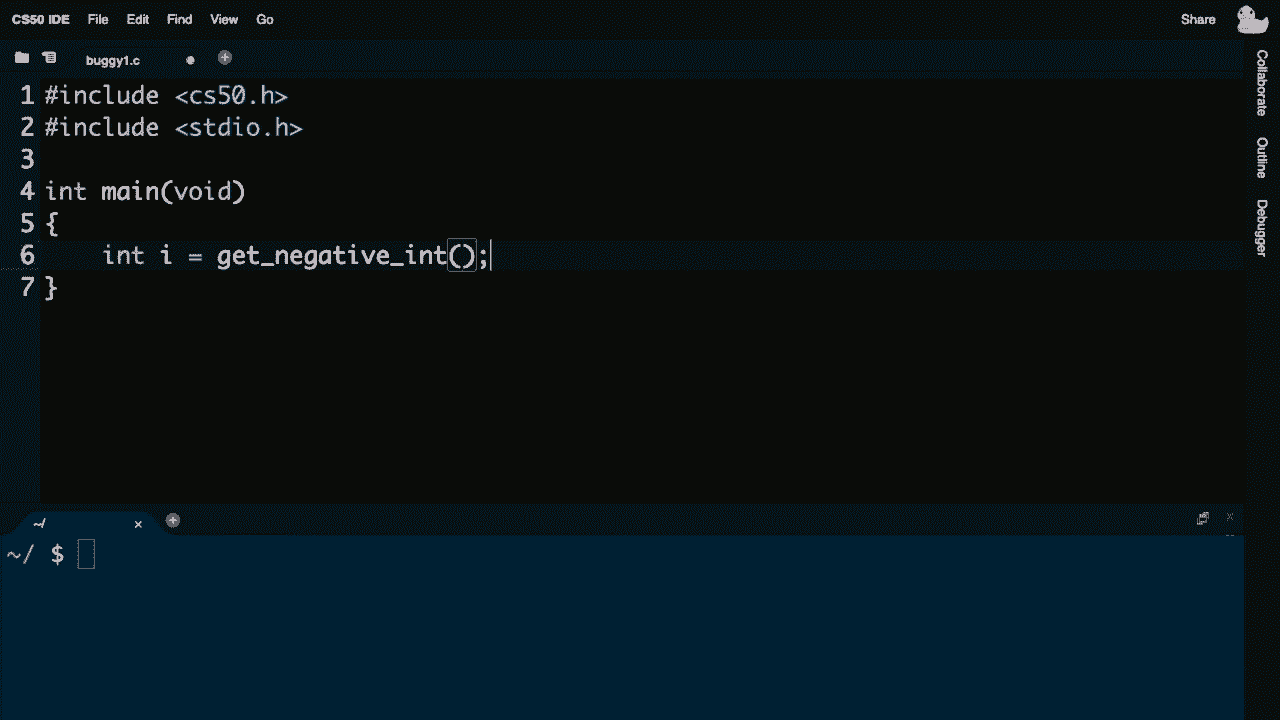 CS50 IDE File Edit Find View Go Share
buggy1.c
1 #include <cs50.h>
2 #include <stdio.h>
3
4 int main(void)
5 {
6     int i = get_negative_int();
7 }
Collaborate
Outline
Debugger
~/
~/ $